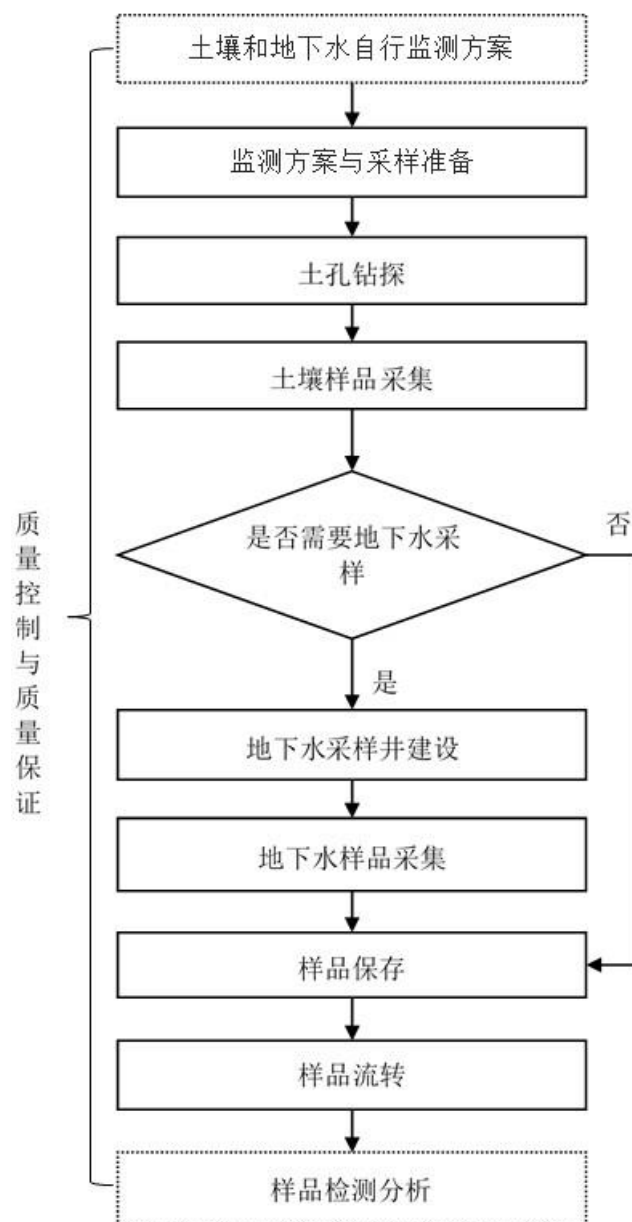 土壤和地下水自行监测方案
监测方案与采样准备
土孔钻探
土壤样品采集
是否需要地下水采
样
否
是
地下水采样井建设
地下水样品采集
样品保存
样品流转
样品检测分析
质量控制与质量保证